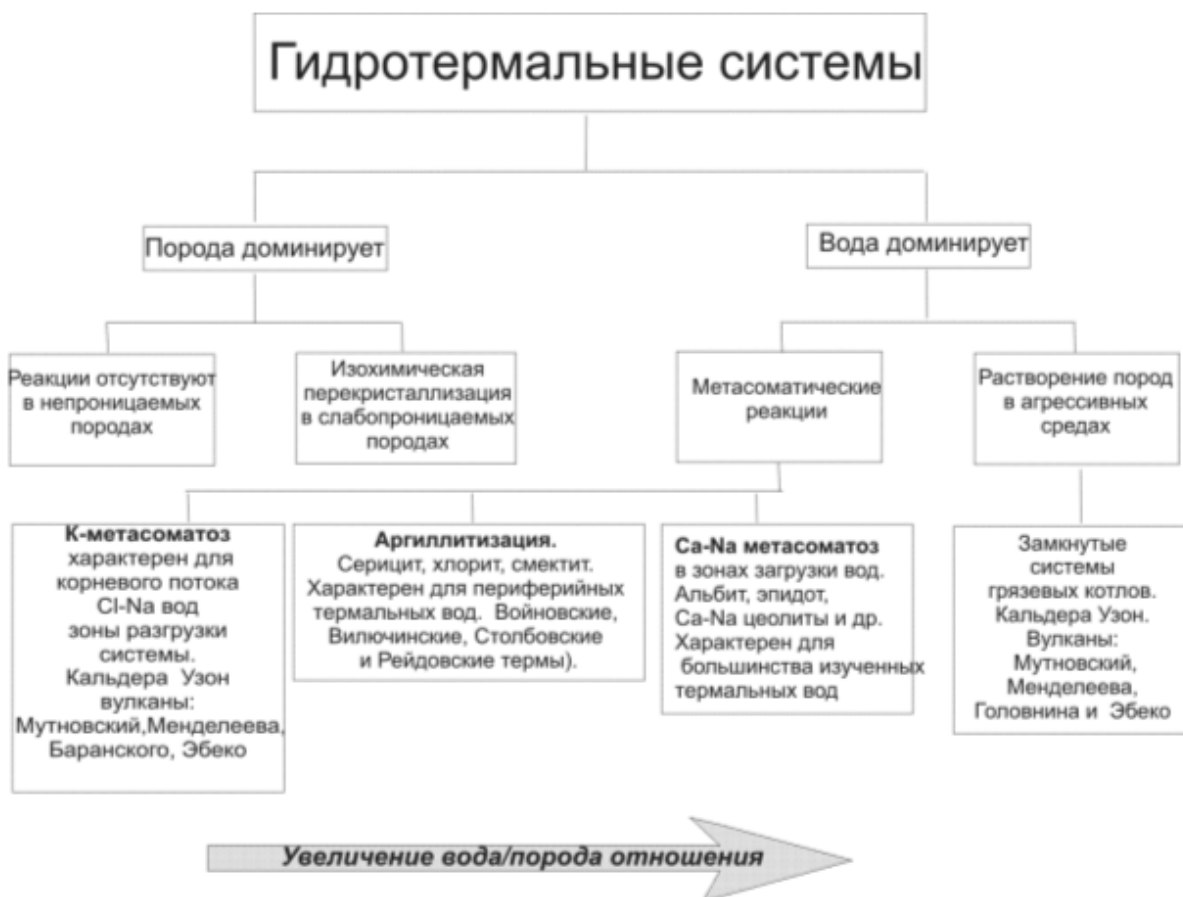 Гидротермальные системы
Порода доминирует
Вода доминирует
Реакции отсутствуют
в непроницаемых
породах
Изохимическая
перекристаллизация
в слабопроницаемых
породах
Метасоматические
реакции
Растворение пород
в агрессивных
средах
К-метасоматоз
характерен для
корневого потока
Cl-Na вод
зоны разгрузки
системы.
Кальдера Узон
вулканы:
Мутновский,Менделеева,
Баранского, Эбеко
Аргиллитизация.
Серицит, хлорит, смектит.
Характерен для периферийных
термальных вод. Войновские,
Вилючинские, Столбовские
и Рейдовские термы).
Ca-Na метасоматоз
в зонах загрузки вод.
Альбит, эпидот,
Ca-Na цеолиты и др.
Характерен для
большинства изученных
термальных вод
Замкнутые
системы
грязевых котлов.
Кальдера Узон.
Вулканы:
Мутновский,
Менделеева,
Головнина и Эбеко
Увеличение вода/порода отношения